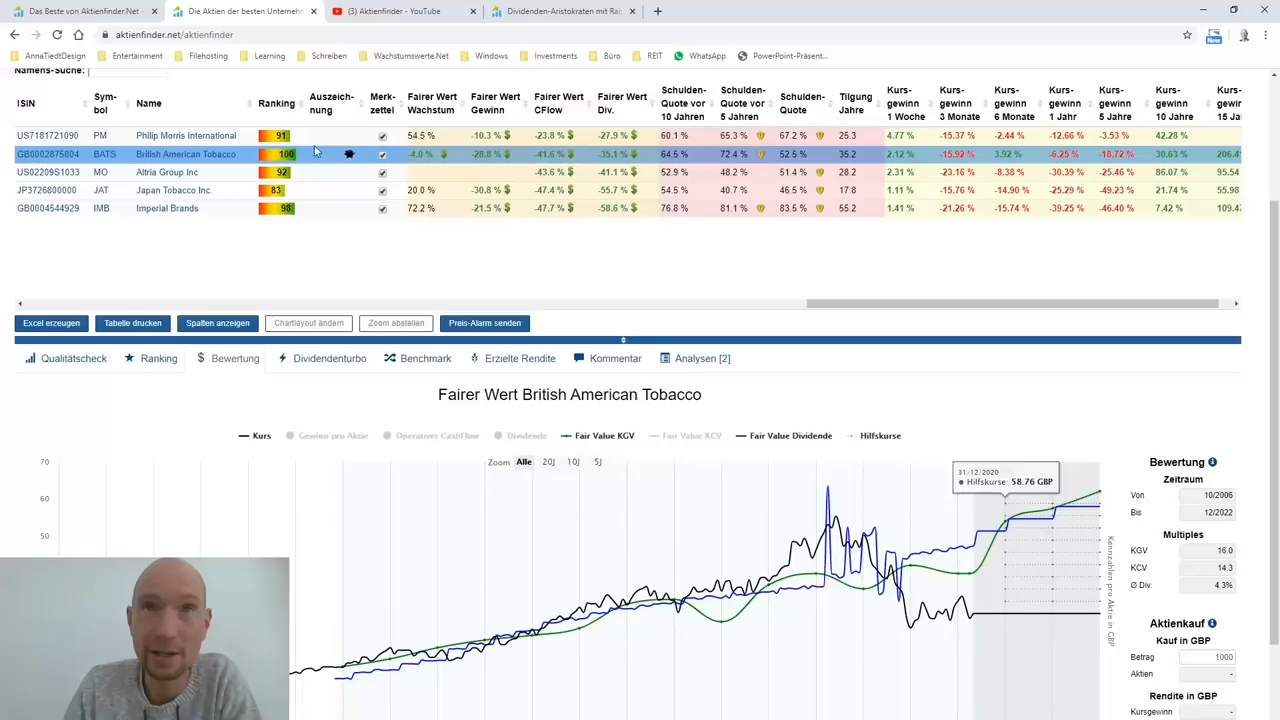 Das Beste von Aktienfinder.Net - 
Die Aktien der besten Unternehm
(3) Aktienfinder - YouTube
Dividenden-Aristokraten mit Ra
aktienfinder.net/aktienfinder
AnnaTiedtDesign Entertainment Filehosting Learning Schreiben Wachstumswerte.Net Windows Investments Büro REIT WhatsApp PowerPoint-Präsent...
New
Namens-Suche:
ISIN Sym-bol Name Ranking Auszeich-nung Merk-zettel Fairer Wert Wachstum Fairer Wert Gewinn Fairer Wert CFlow Fairer Wert Div. Schulden-Quote vor 10 Jahren Schulden-Quote vor 5 Jahren Schulden-Quote Tilgung Jahre Kurs-gewinn 1 Woche Kurs-gewinn 3 Monate Kurs-gewinn 6 Monate Kurs-gewinn 1 Jahr Kurs-gewinn 5 Jahre Kurs-gewinn 10 Jahre Kurs-gewinn 15 Jah
US7181721090 PM Philip Morris International 91 54.5 % -10.3 % $ -23.8 % $ -27.9 % $ 60.1 % 65.3 % 67.2 % 25.3 4.77 % -15.37 % -2.44 % -12.66 % -3.53 % 42.28 %
GB0002875804 BATS British American Tobacco 100 -4.0 % $ -28.8 % $ -41.6 % $ -35.1 % $ 64.5 % 72.4 % 52.5 % 35.2 2.12 % -15.92 % 3.92 % -6.25 % -18.72 % 30.63 % 206.4
US02209S1033 MO Altria Group Inc 92 -43.6 % $ -41.1 % $ 52.9 % 48.2 % 51.4 % 28.2 2.31 % -23.16 % -8.38 % -30.39 % -25.46 % 86.07 % 95.54
JP3726800000 JAT Japan Tobacco Inc. 83 20.0 % -30.8 % $ -47.4 % $ -55.7 % $ 54.5 % 40.7 % 46.5 % 17.8 1.11 % -15.76 % -14.90 % -25.29 % -49.23 % 21.74 % 55.98
GB0004544929 IMB Imperial Brands 98 72.2 % -21.5 % $ -47.7 % $ -58.6 % $ 76.8 % 81.1 % 83.5 % 55.2 1.41 % -21.26 % -15.74 % -39.25 % -46.40 % 7.42 % 109.4
Excel erzeugen Tabelle drucken Spalten anzeigen Chartlayout ändern Zoom abstellen Preis-Alarm senden
Qualitätscheck Ranking $ Bewertung Dividendenturbo Benchmark Erzielte Rendite Kommentar Analysen [2]
Fairer Wert British American Tobacco
Kurs Gewinn pro Aktie Operativer CashFlow Dividende Fair Value KGV Fair Value KCV Fair Value Dividende Hilfskurse
Zoom Alle 20J 10J 5J
70
60
50
31/12/2020
Hilfskurse: 58.76 GBP
Kennzahlen pro Aktie in GBP
Bewertung
Zeitraum
Von 10/2006
Bis 12/2022
Multiples
KGV 16.0
KCV 14.3
Ø Div. 4.3%
Aktienkauf
Kauf in GBP
Betrag 1000
Aktien -
Rendite in GBP
Kursgewinn -